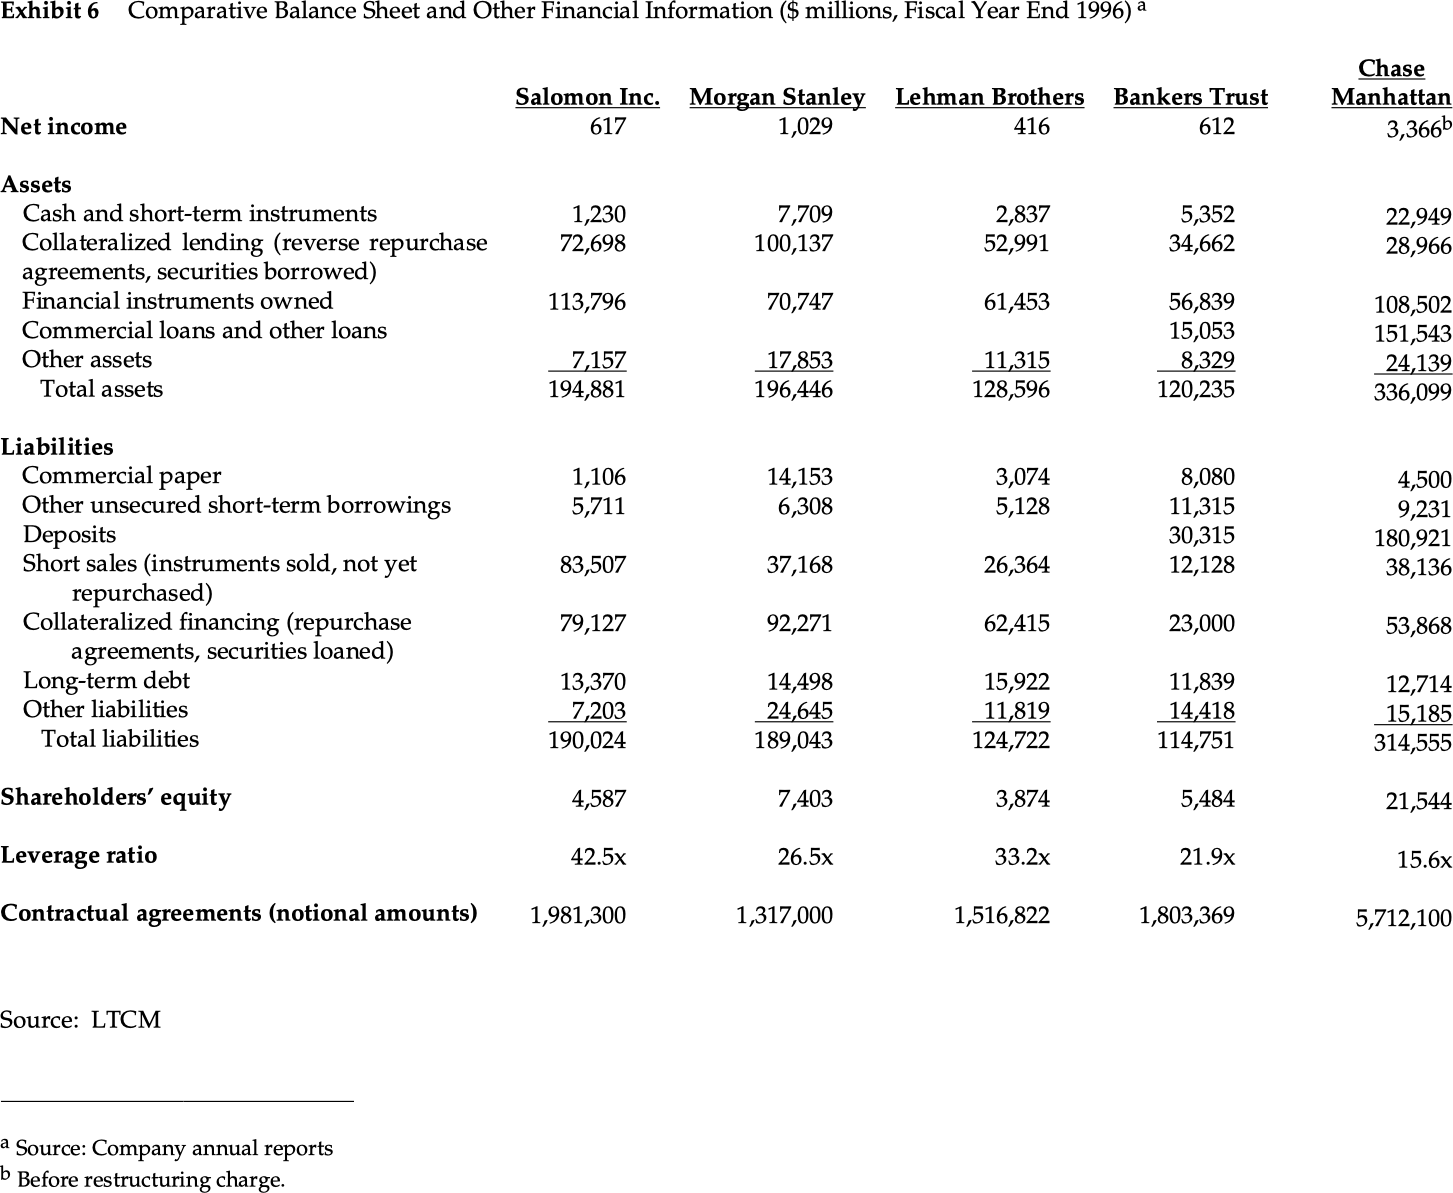 Exhibit 6 Comparative Balance Sheet and Other Financial Information ($ millions, Fiscal Year End 1996) a
Chase
Salomon Inc. Morgan Stanley Lehman Brothers Bankers Trust Manhattan
Net income 617 1,029 416 612 3,366b
Assets
Cash and short-term instruments 1,230 7,709 2,837 5,352 22,949
Collateralized lending (reverse repurchase 72,698 100,137 52,991 34,662 28,966
agreements, securities borrowed)
Financial instruments owned 113,796 70,747 61,453 56,839 108,502
Commercial loans and other loans 15,053 151,543
Other assets 7,157 17,853 11,315 8,329 24,139
Total assets 194,881 196,446 128,596 120,235 336,099
Liabilities
Commercial paper 1,106 14,153 3,074 8,080 4,500
Other unsecured short-term borrowings 5,711 6,308 5,128 11,315 9,231
Deposits 30,315 180,921
Short sales (instruments sold, not yet 83,507 37,168 26,364 12,128 38,136
repurchased)
Collateralized financing (repurchase 79,127 92,271 62,415 23,000 53,868
agreements, securities loaned)
Long-term debt 13,370 14,498 15,922 11,839 12,714
Other liabilities 7,203 24,645 11,819 14,418 15,185
Total liabilities 190,024 189,043 124,722 114,751 314,555
Shareholders' equity 4,587 7,403 3,874 5,484 21,544
Leverage ratio 42.5x 26.5x 33.2x 21.9x 15.6x
Contractual agreements (notional amounts) 1,981,300 1,317,000 1,516,822 1,803,369 5,712,100
Source: LTCM
a Source: Company annual reports
b Before restructuring charge.